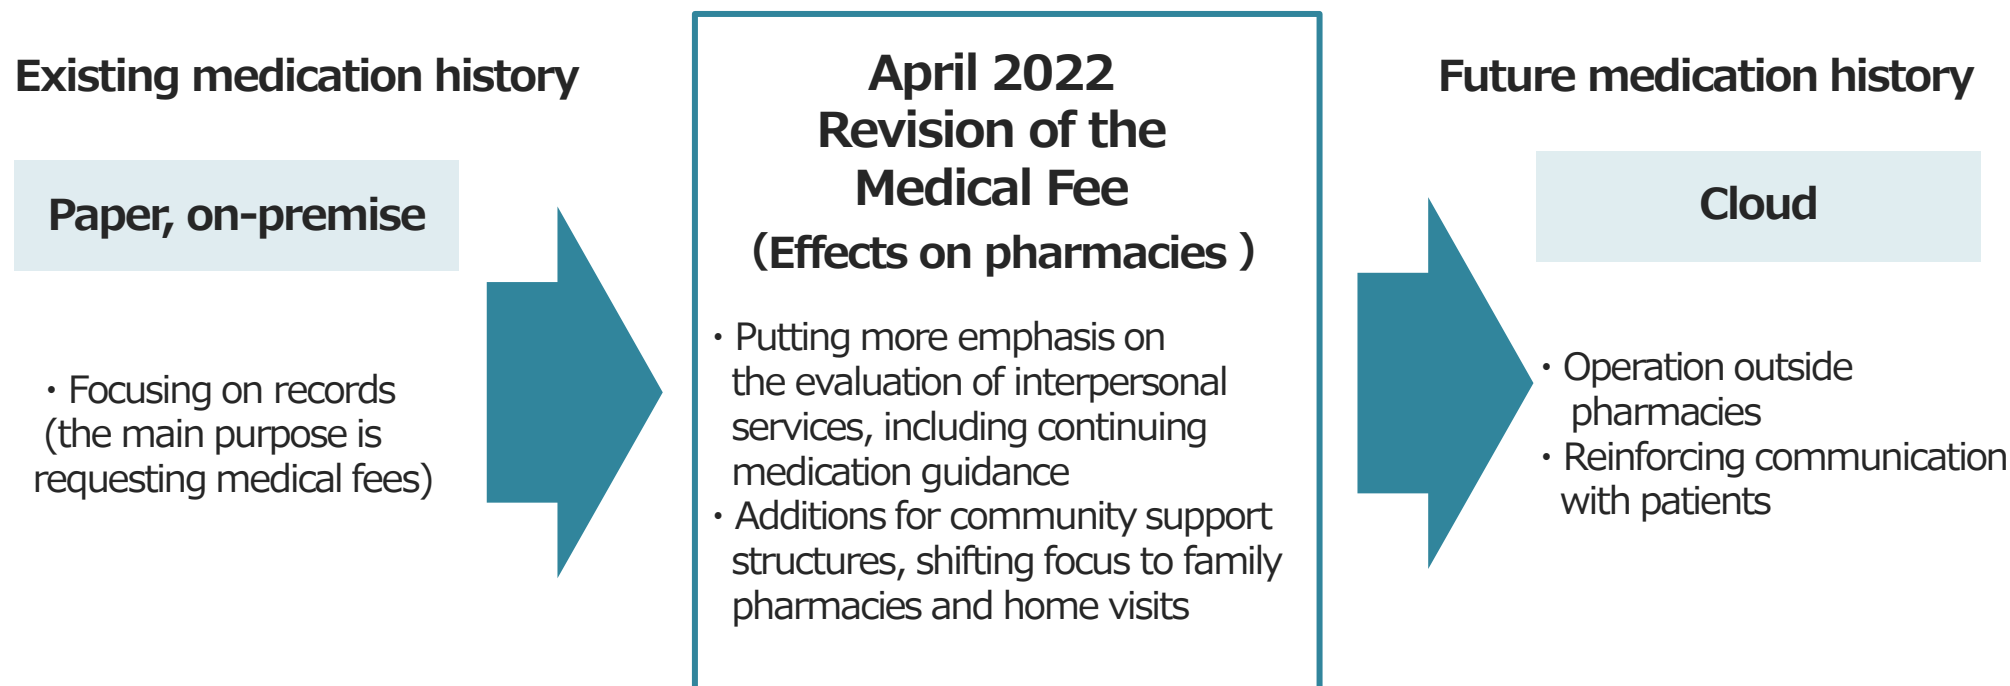 Existing medication history
Paper, on-premise
・Focusing on records
(the main purpose is
requesting medical fees)
April 2022
Revision of the
Medical Fee
（Effects on pharmacies ）
・Putting more emphasis on
the evaluation of interpersonal
services, including continuing
medication guidance
・Additions for community support
structures, shifting focus to family
pharmacies and home visits
Future medication history
Cloud
・Operation outside
pharmacies
・Reinforcing communication
with patients